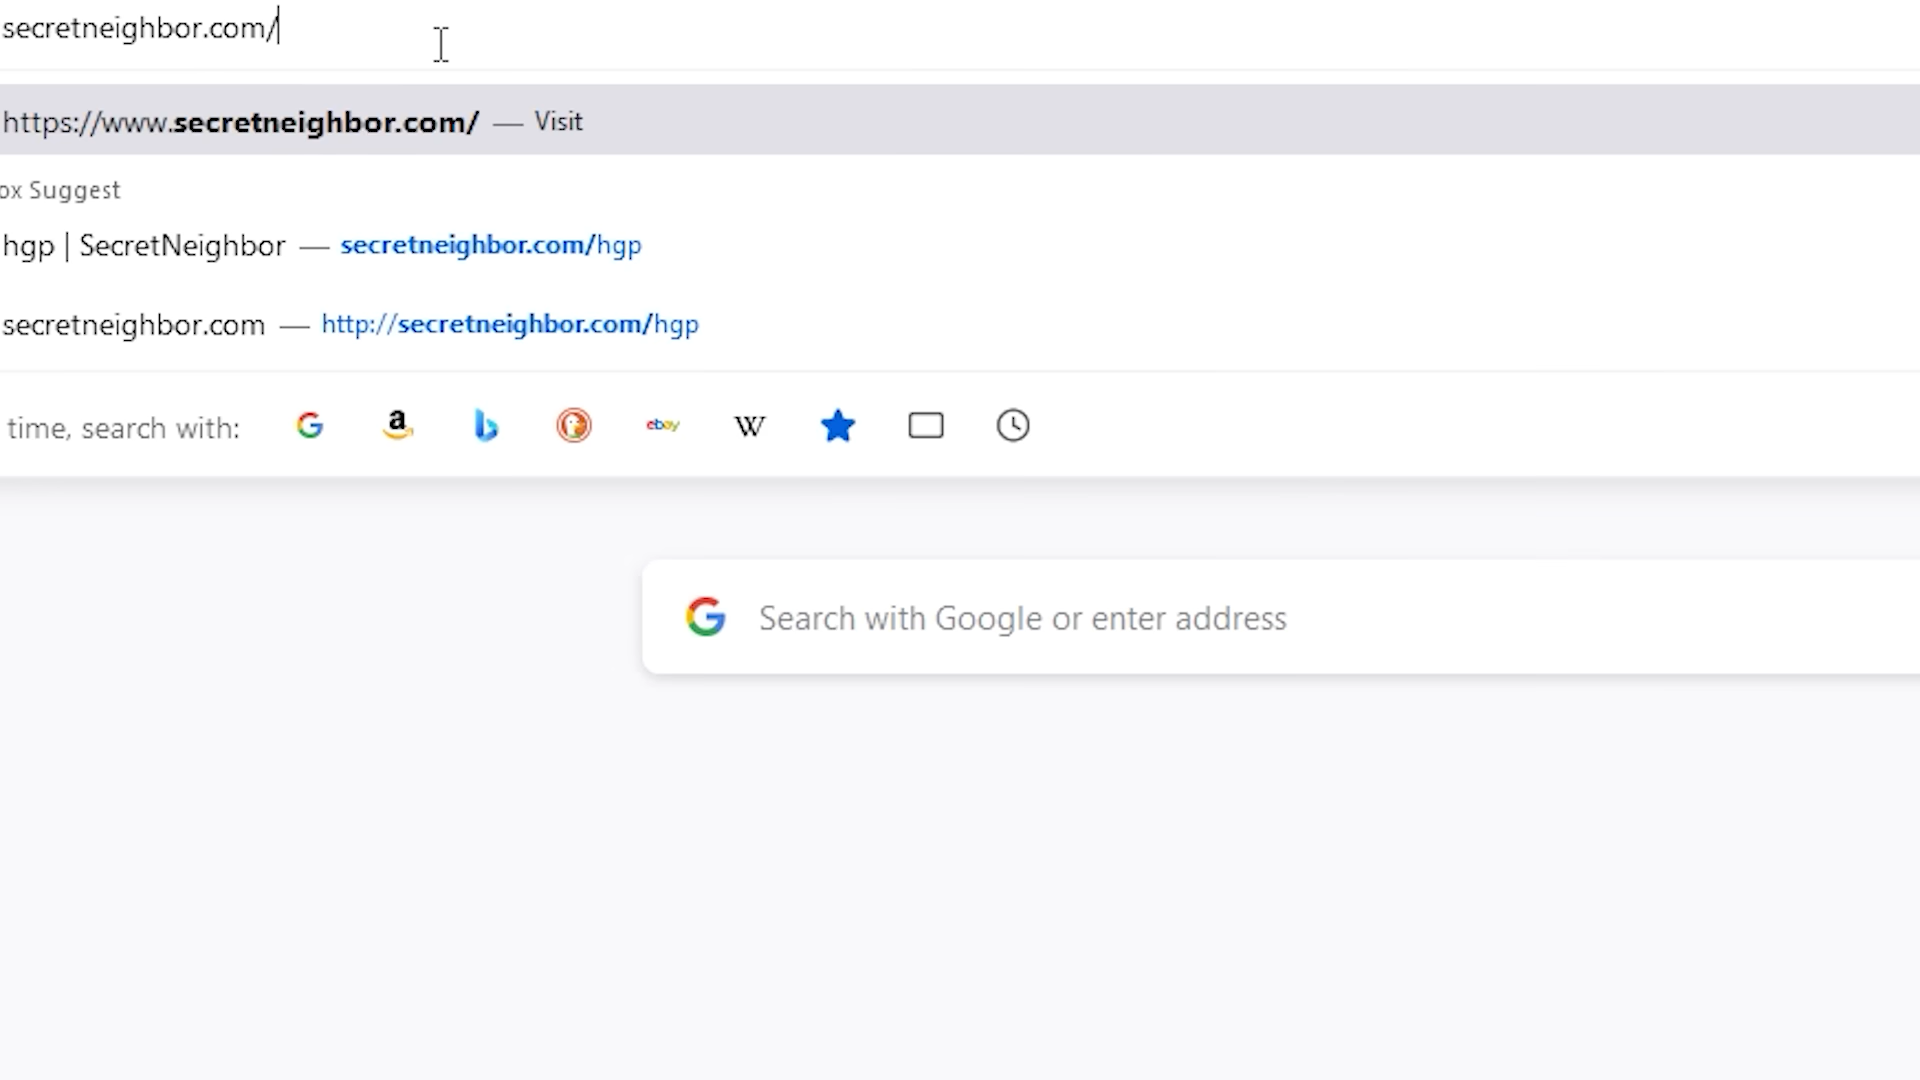 secretneighbor.com/
https://www.secretneighbor.com/ — Visit
ox Suggest
hgp | SecretNeighbor — secretneighbor.com/hgp
secretneighbor.com — http://secretneighbor.com/hgp
time, search with: G a b ebay W
G Search with Google or enter address